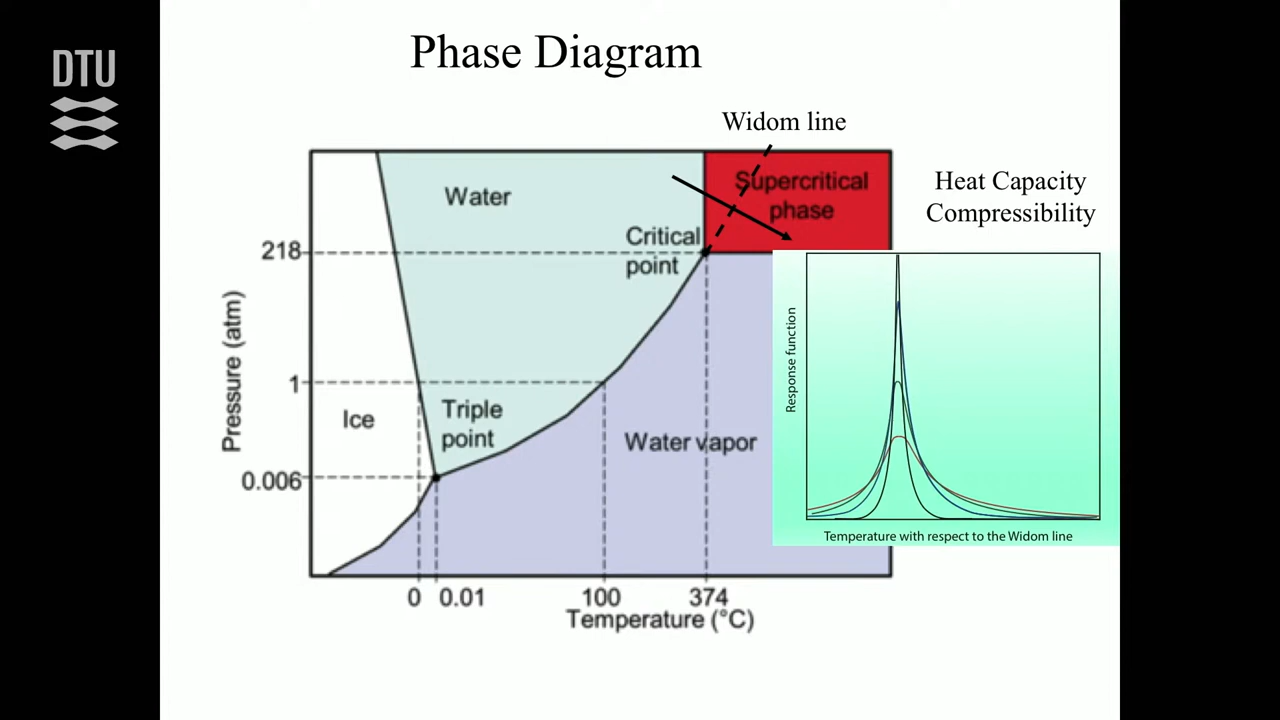 DTU
Phase Diagram
Widom line
Water
Supercritical
phase
Heat Capacity
Compressibility
Critical
point
218
Pressure (atm)
1
Ice
Triple
point
Water vapor
0.006
0
0.01
100
374
Temperature (°C)
Response function
Temperature with respect to the Widom line